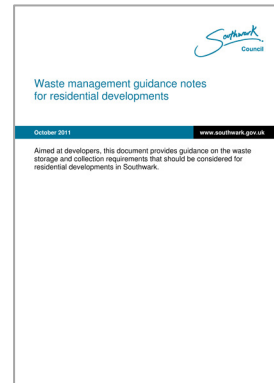 Southwark
Council
Waste management guidance notes
for residential developments
October 2011
www.southwark.gov.uk
Aimed at developers, this document provides guidance on the waste
storage and collection requirements that should be considered for
residential developments in Southwark.